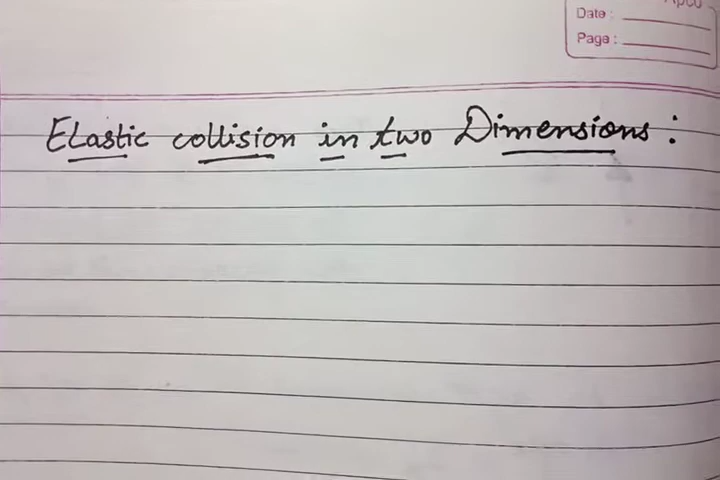 Date :
Page :
Elastic collision in two Dimensions :